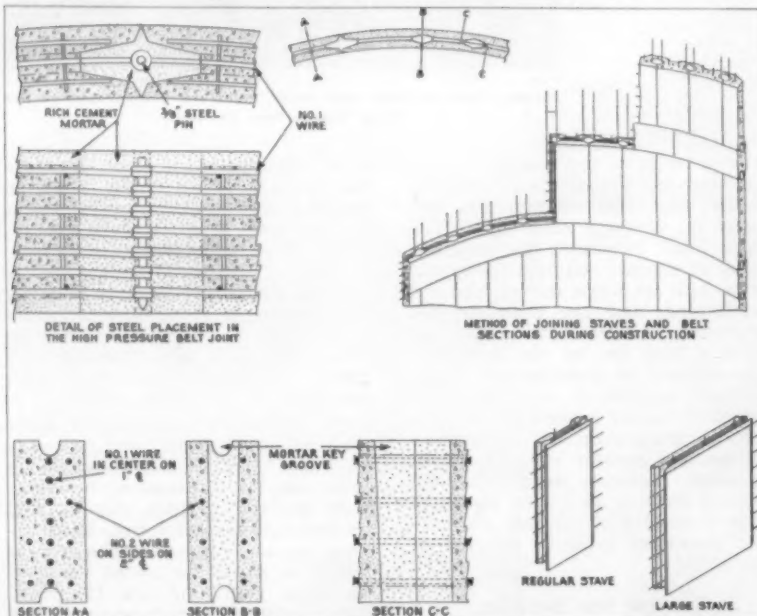 A
B
C
A
B
C
RICH CEMENT
MORTAR
3/8" STEEL
PIN
NO.1
WIRE
DETAIL OF STEEL PLACEMENT IN
THE HIGH PRESSURE BELT JOINT
METHOD OF JOINING STAVES AND BELT
SECTIONS DURING CONSTRUCTION
NO.1 WIRE
IN CENTER ON
1" ℄
NO.2 WIRE
ON SIDES ON
2" ℄
MORTAR KEY
GROOVE
SECTION A-A
SECTION B-B
SECTION C-C
REGULAR STAVE
LARGE STAVE